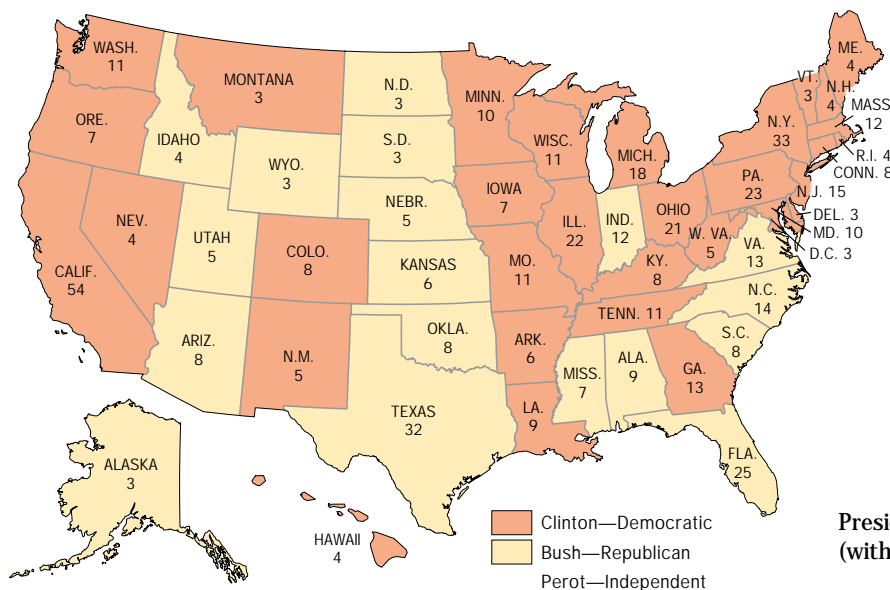 WASH.
11
ORE.
7
CALIF.
54
NEV.
4
IDAHO
4
MONTANA
3
WYO.
3
UTAH
5
COLO.
8
ARIZ.
8
N.M.
5
N.D.
3
S.D.
3
NEBR.
5
KANSAS
6
OKLA.
8
TEXAS
32
MINN.
10
IOWA
7
MO.
11
ARK.
6
LA.
9
WISC.
11
ILL.
22
MICH.
18
IND.
12
OHIO
21
KY.
8
TENN. 11
MISS.
7
ALA.
9
GA.
13
FLA.
25
S.C.
8
N.C.
14
VA.
13
W. VA.
5
PA.
23
N.Y.
33
VT.
3
N.H.
4
ME.
4
MASS
12
R.I. 4
CONN. 8
N.J. 15
DEL. 3
MD. 10
D.C. 3
ALASKA
3
HAWAII
4
Clinton—Democratic
Bush—Republican
Perot—Independent
Presi
(with